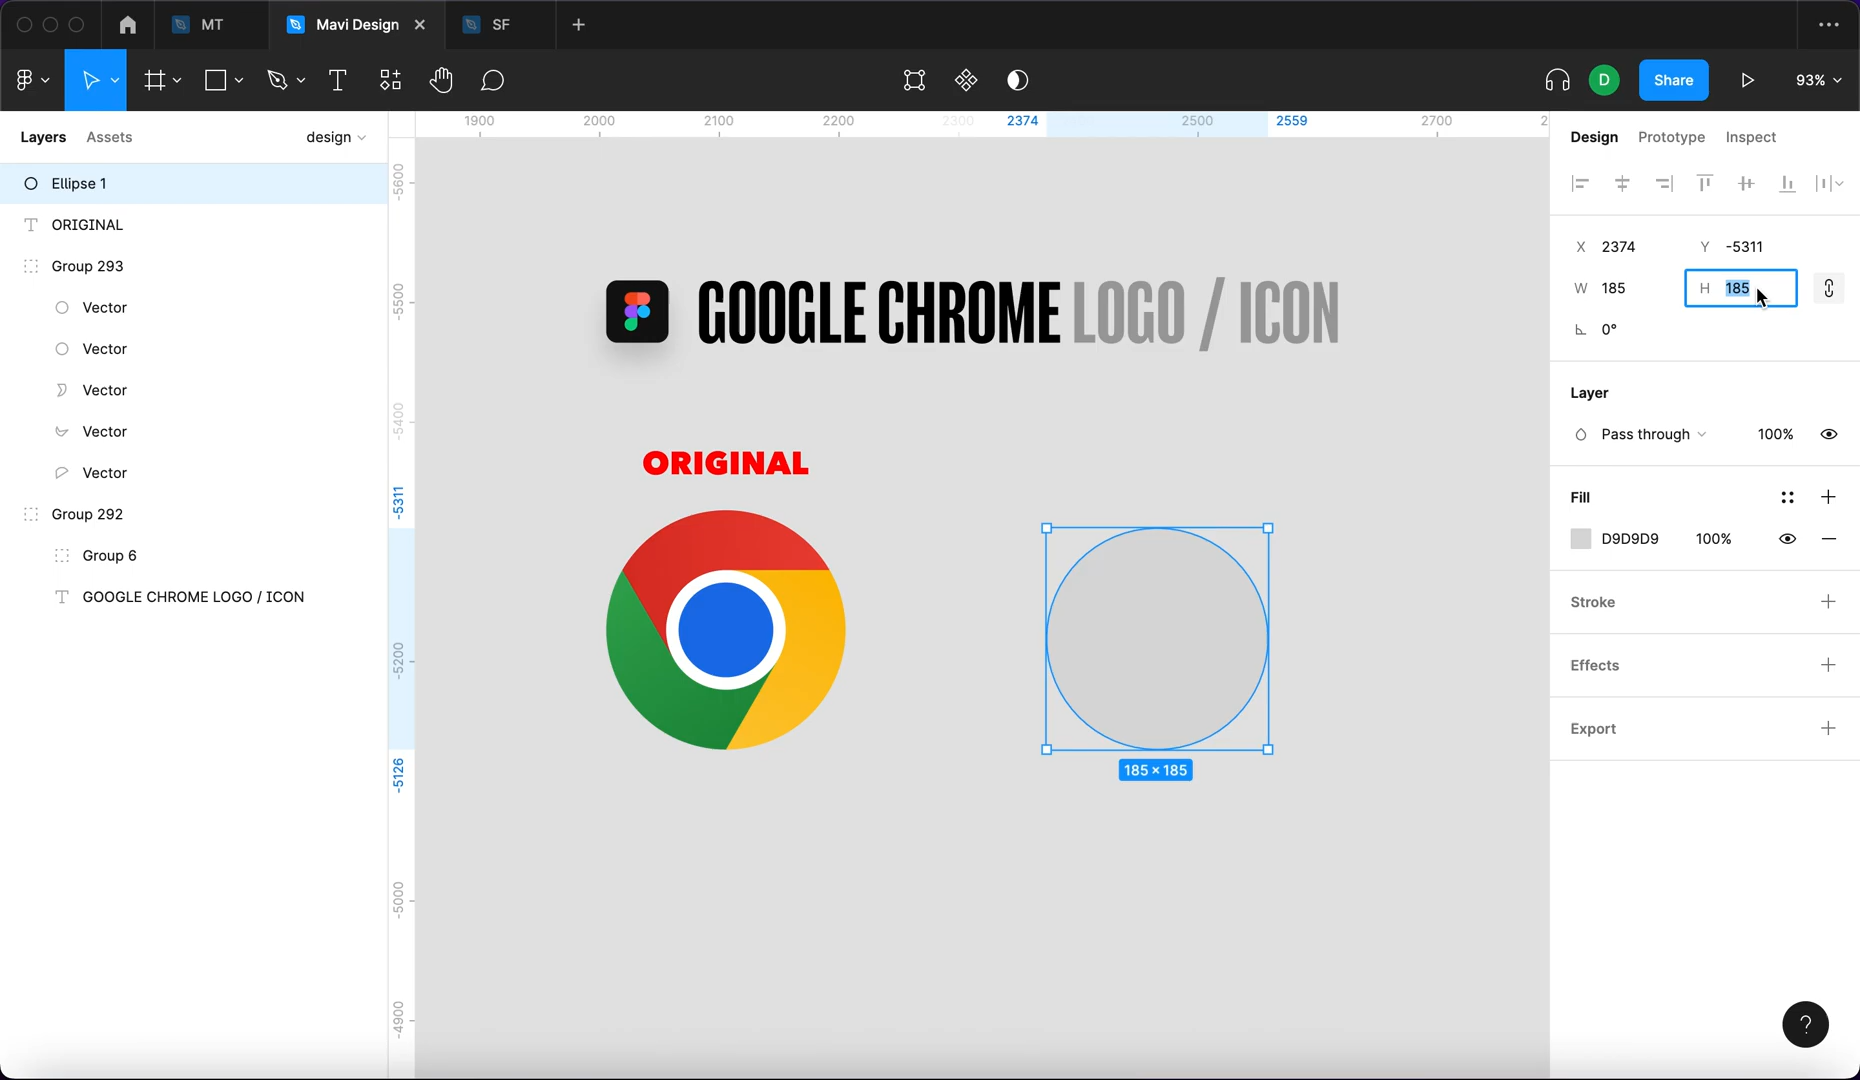 MT
Mavi Design
SF
D
Share
93%
Layers
Assets
design
1900
2000
2100
2200
2300
2374
2500
2559
2700
2
Design
Prototype
Inspect
Ellipse 1
ORIGINAL
Group 293
Vector
Vector
Vector
Vector
Vector
Group 292
Group 6
GOOGLE CHROME LOGO / ICON
-5600
-5500
-5400
-5311
-5200
-5126
-5000
-4900
GOOGLE CHROME LOGO / ICON
ORIGINAL
185 × 185
X 2374
Y -5311
W 185
H 185
0°
Layer
Pass through
100%
Fill
D9D9D9
100%
Stroke
Effects
Export
?